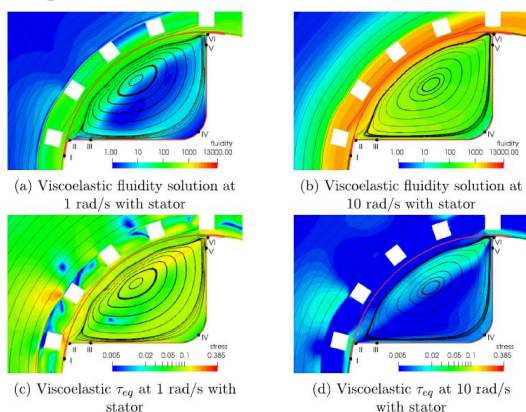 VI
V
IV
I
II
III
fluidity
1.00 10 100 1000 13000.00
VI
V
IV
I
II
III
fluidity
1.00 10 100 1000 13000.00
(a) Viscoelastic fluidity solution at
1 rad/s with stator
(b) Viscoelastic fluidity solution at
10 rad/s with stator
VI
V
IV
I
II
III
stress
0.005 0.02 0.05 0.1 0.385
VI
V
IV
I
II
III
stress
0.005 0.02 0.05 0.1 0.385
(c) Viscoelastic τeq at 1 rad/s with
stator
(d) Viscoelastic τeq at 10 rad/s
with stator